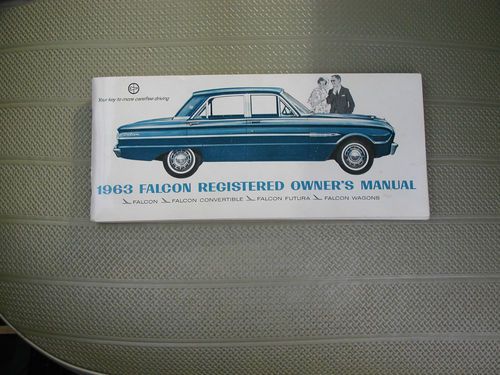 Your key to more carefree driving
1963 FALCON REGISTERED OWNER'S MANUAL
FALCON FALCON CONVERTIBLE FALCON FUTURA FALCON WAGONS